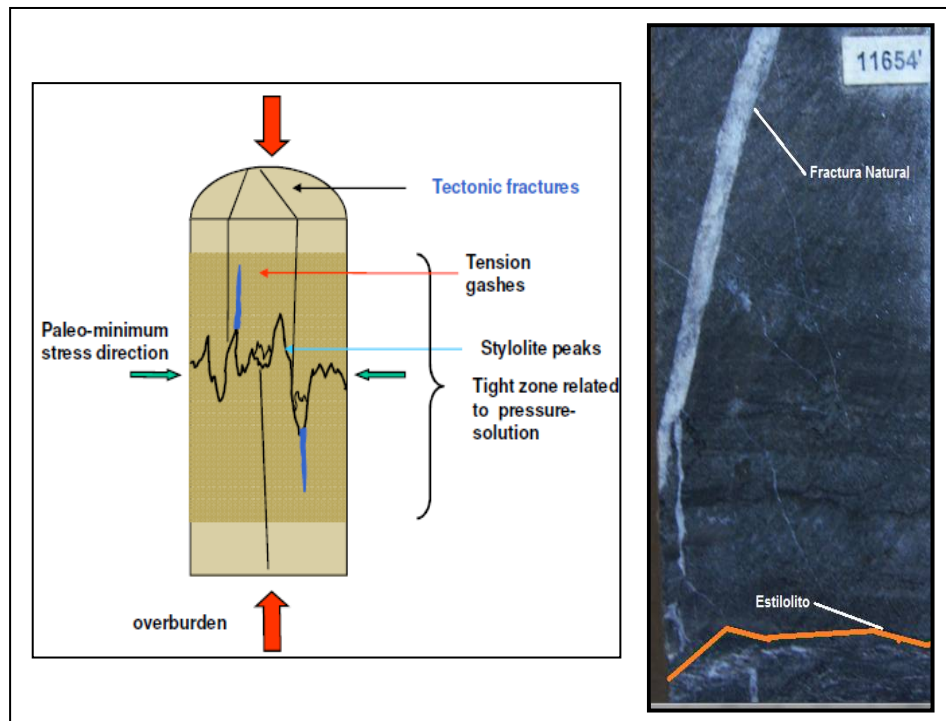 Tectonic fractures
Tension
gashes
Paleo-minimum
stress direction
Stylolite peaks
Tight zone related
to pressure-
solution
overburden
11654'
Fractura Natural
Estilolito